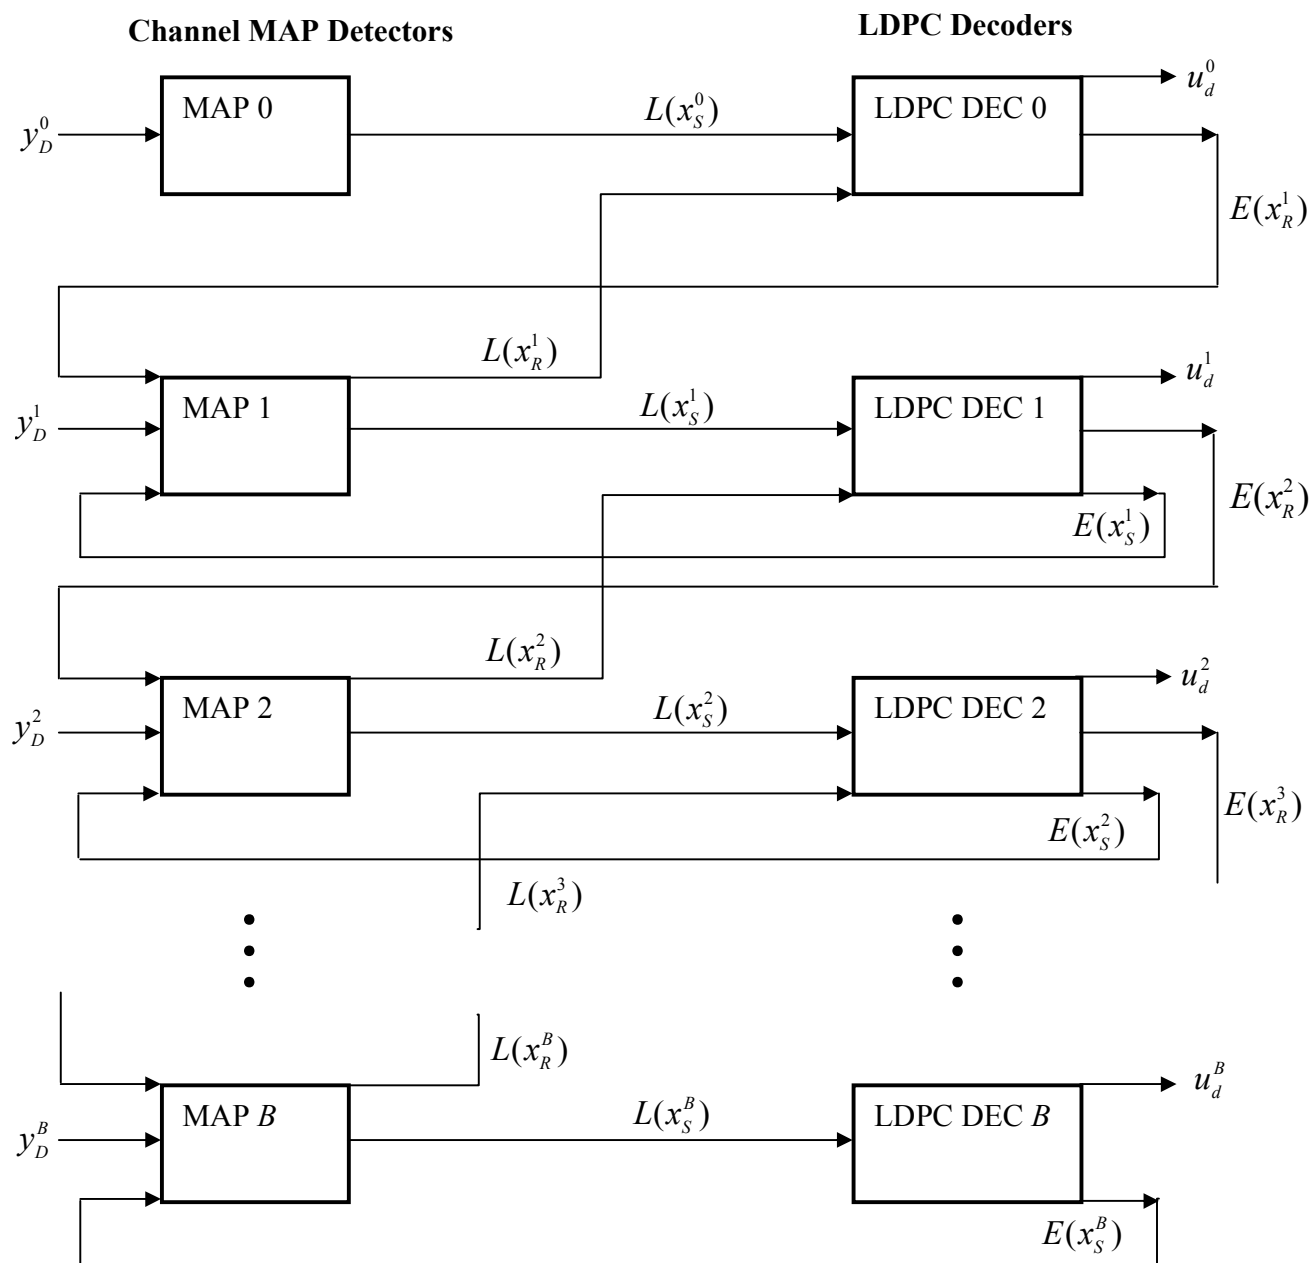 Channel MAP Detectors
LDPC Decoders
MAP 0
LDPC DEC 0
$y_D^0$
$L(x_S^0)$
$u_d^0$
$E(x_R^1)$
$L(x_R^1)$
MAP 1
LDPC DEC 1
$y_D^1$
$L(x_S^1)$
$u_d^1$
$E(x_R^2)$
$E(x_S^1)$
$L(x_R^2)$
MAP 2
LDPC DEC 2
$y_D^2$
$L(x_S^2)$
$u_d^2$
$E(x_R^3)$
$E(x_S^2)$
$L(x_R^3)$
$L(x_R^B)$
MAP B
LDPC DEC B
$y_D^B$
$L(x_S^B)$
$u_d^B$
$E(x_S^B)$